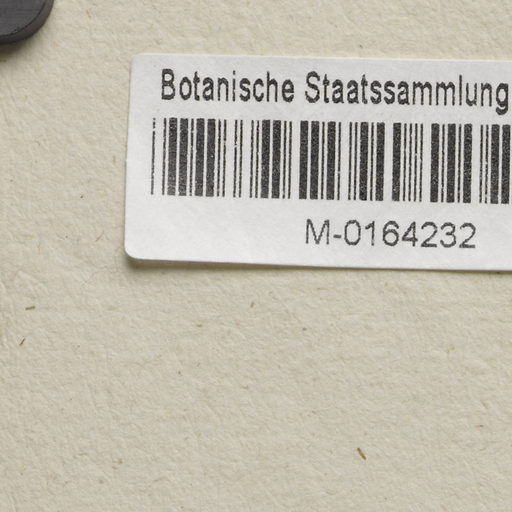 Botanische Staatssammlung
M-0164232